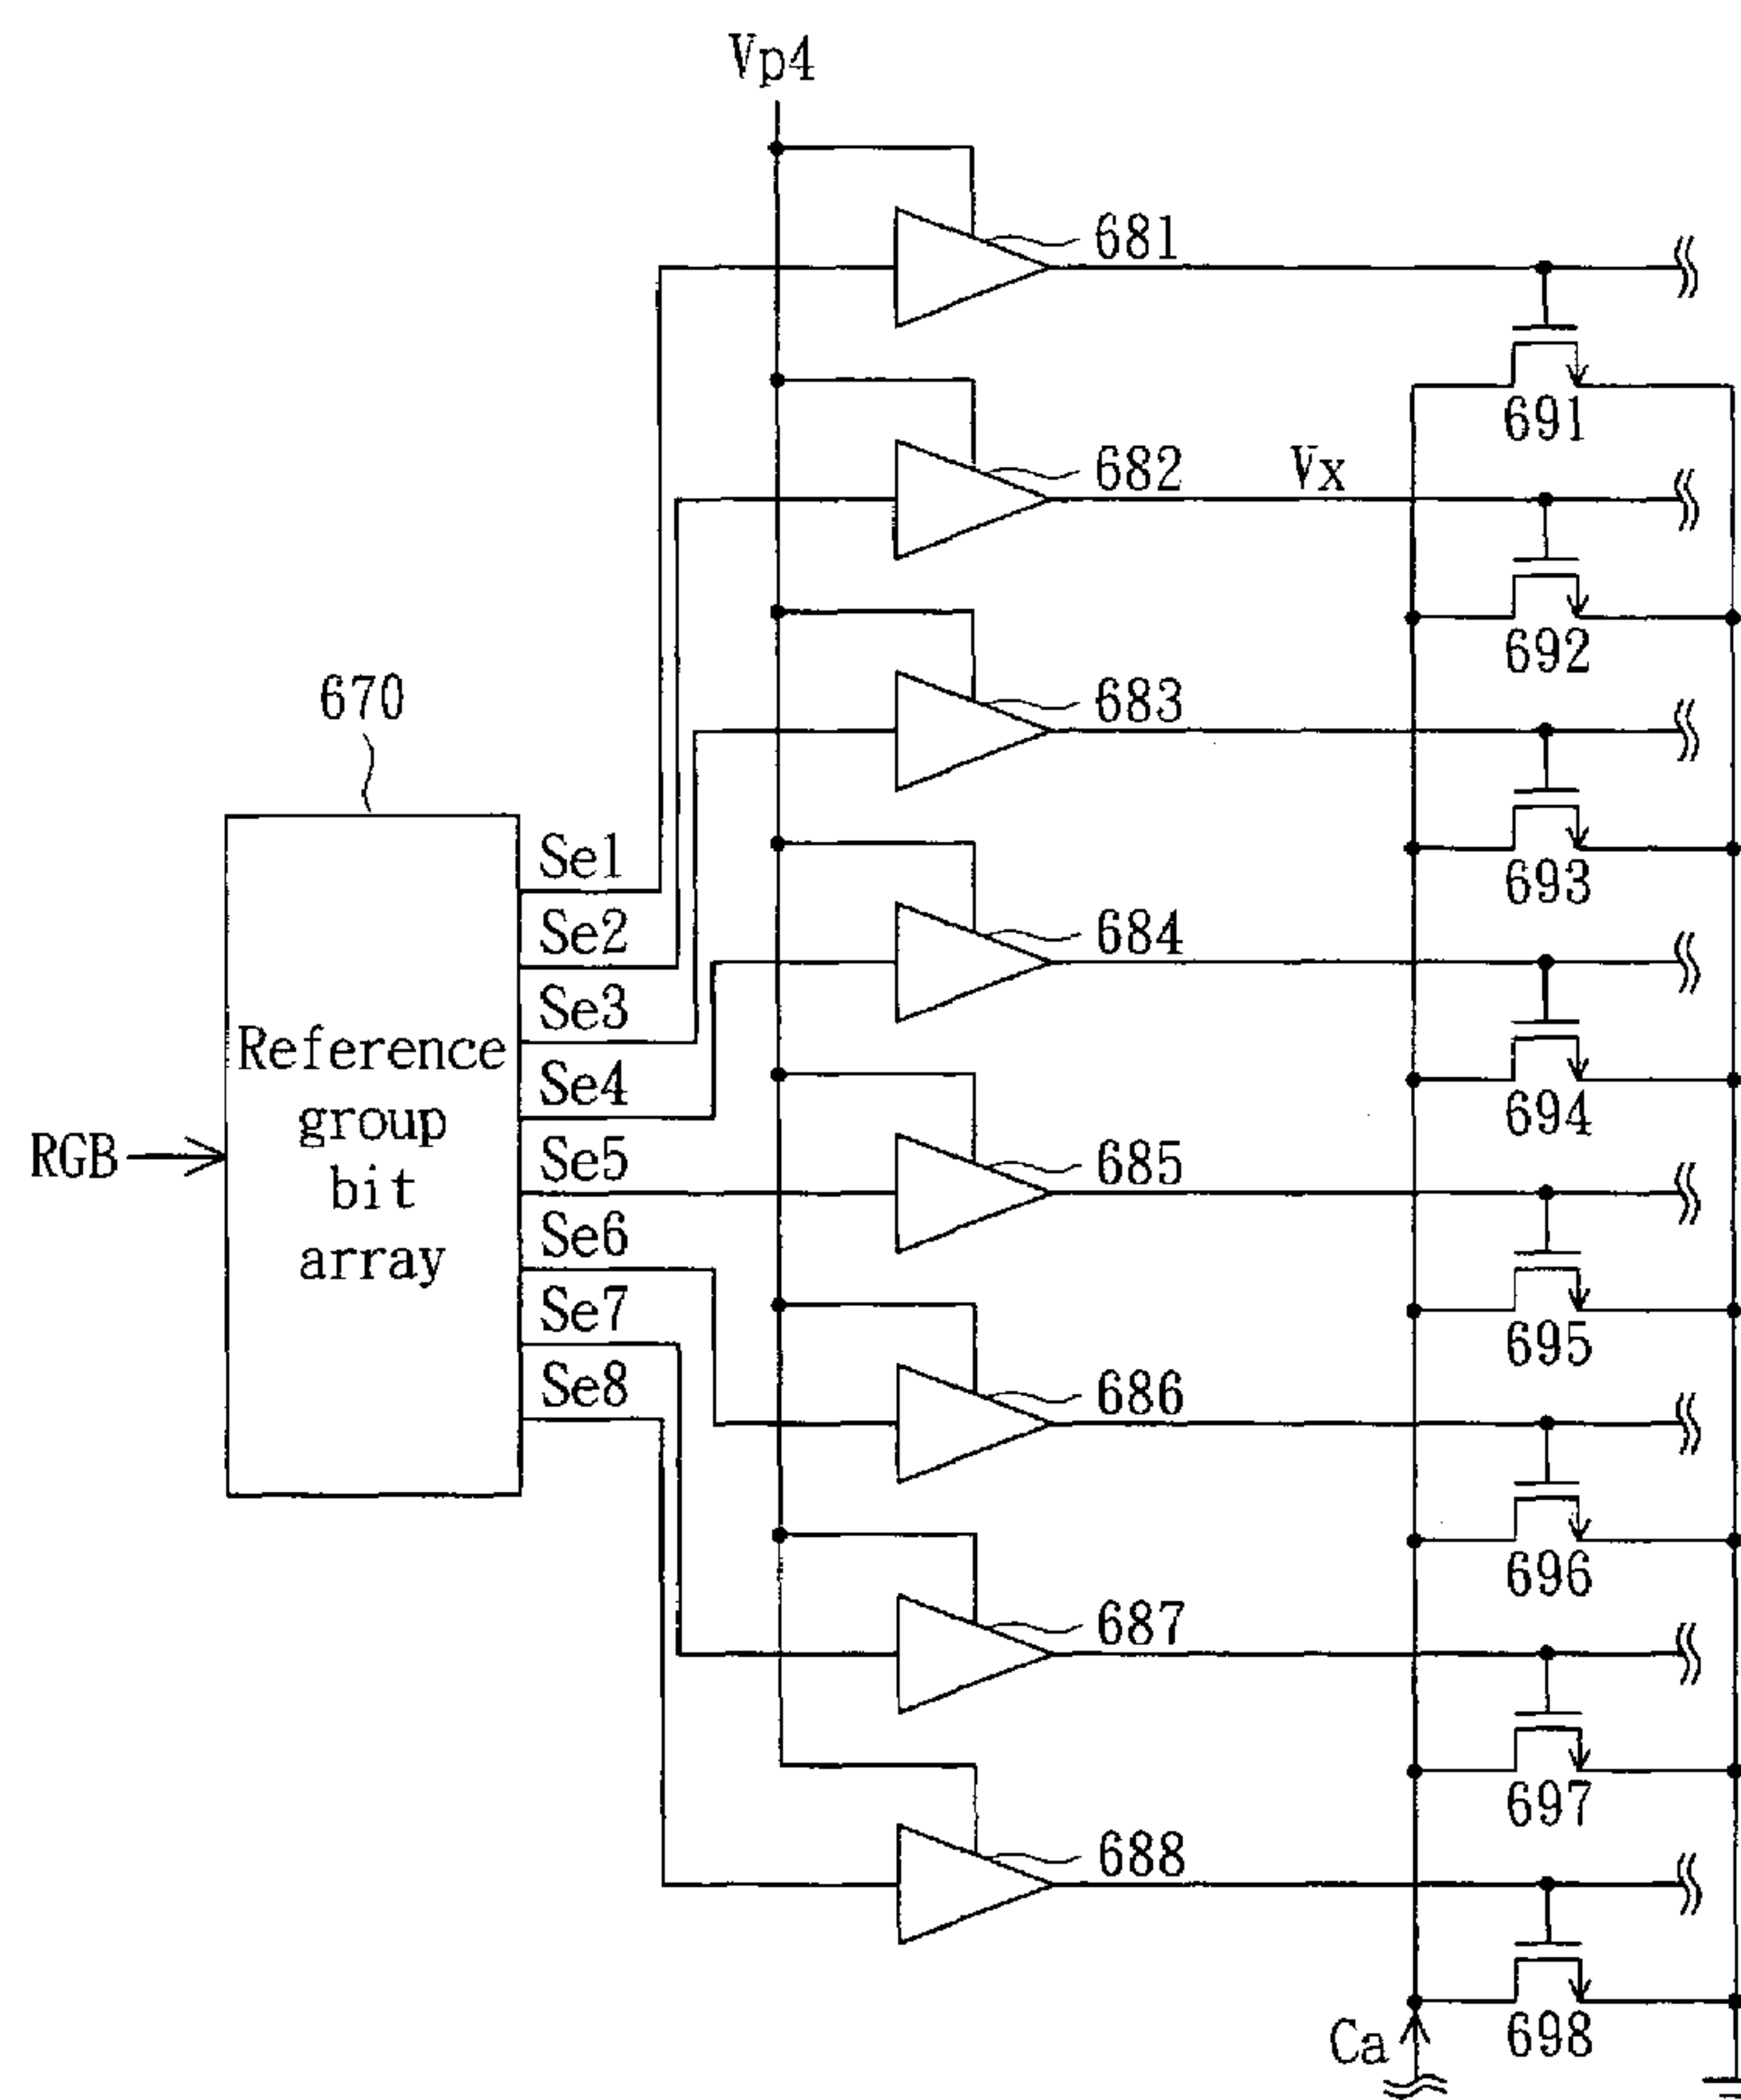 Vp4
681
691
682
Vx
692
683
693
670
684
694
Se1
Se2
Se3
Se4
Se5
Se6
Se7
Se8
Reference
group
bit
array
RGB
685
695
686
696
687
697
688
698
Ca